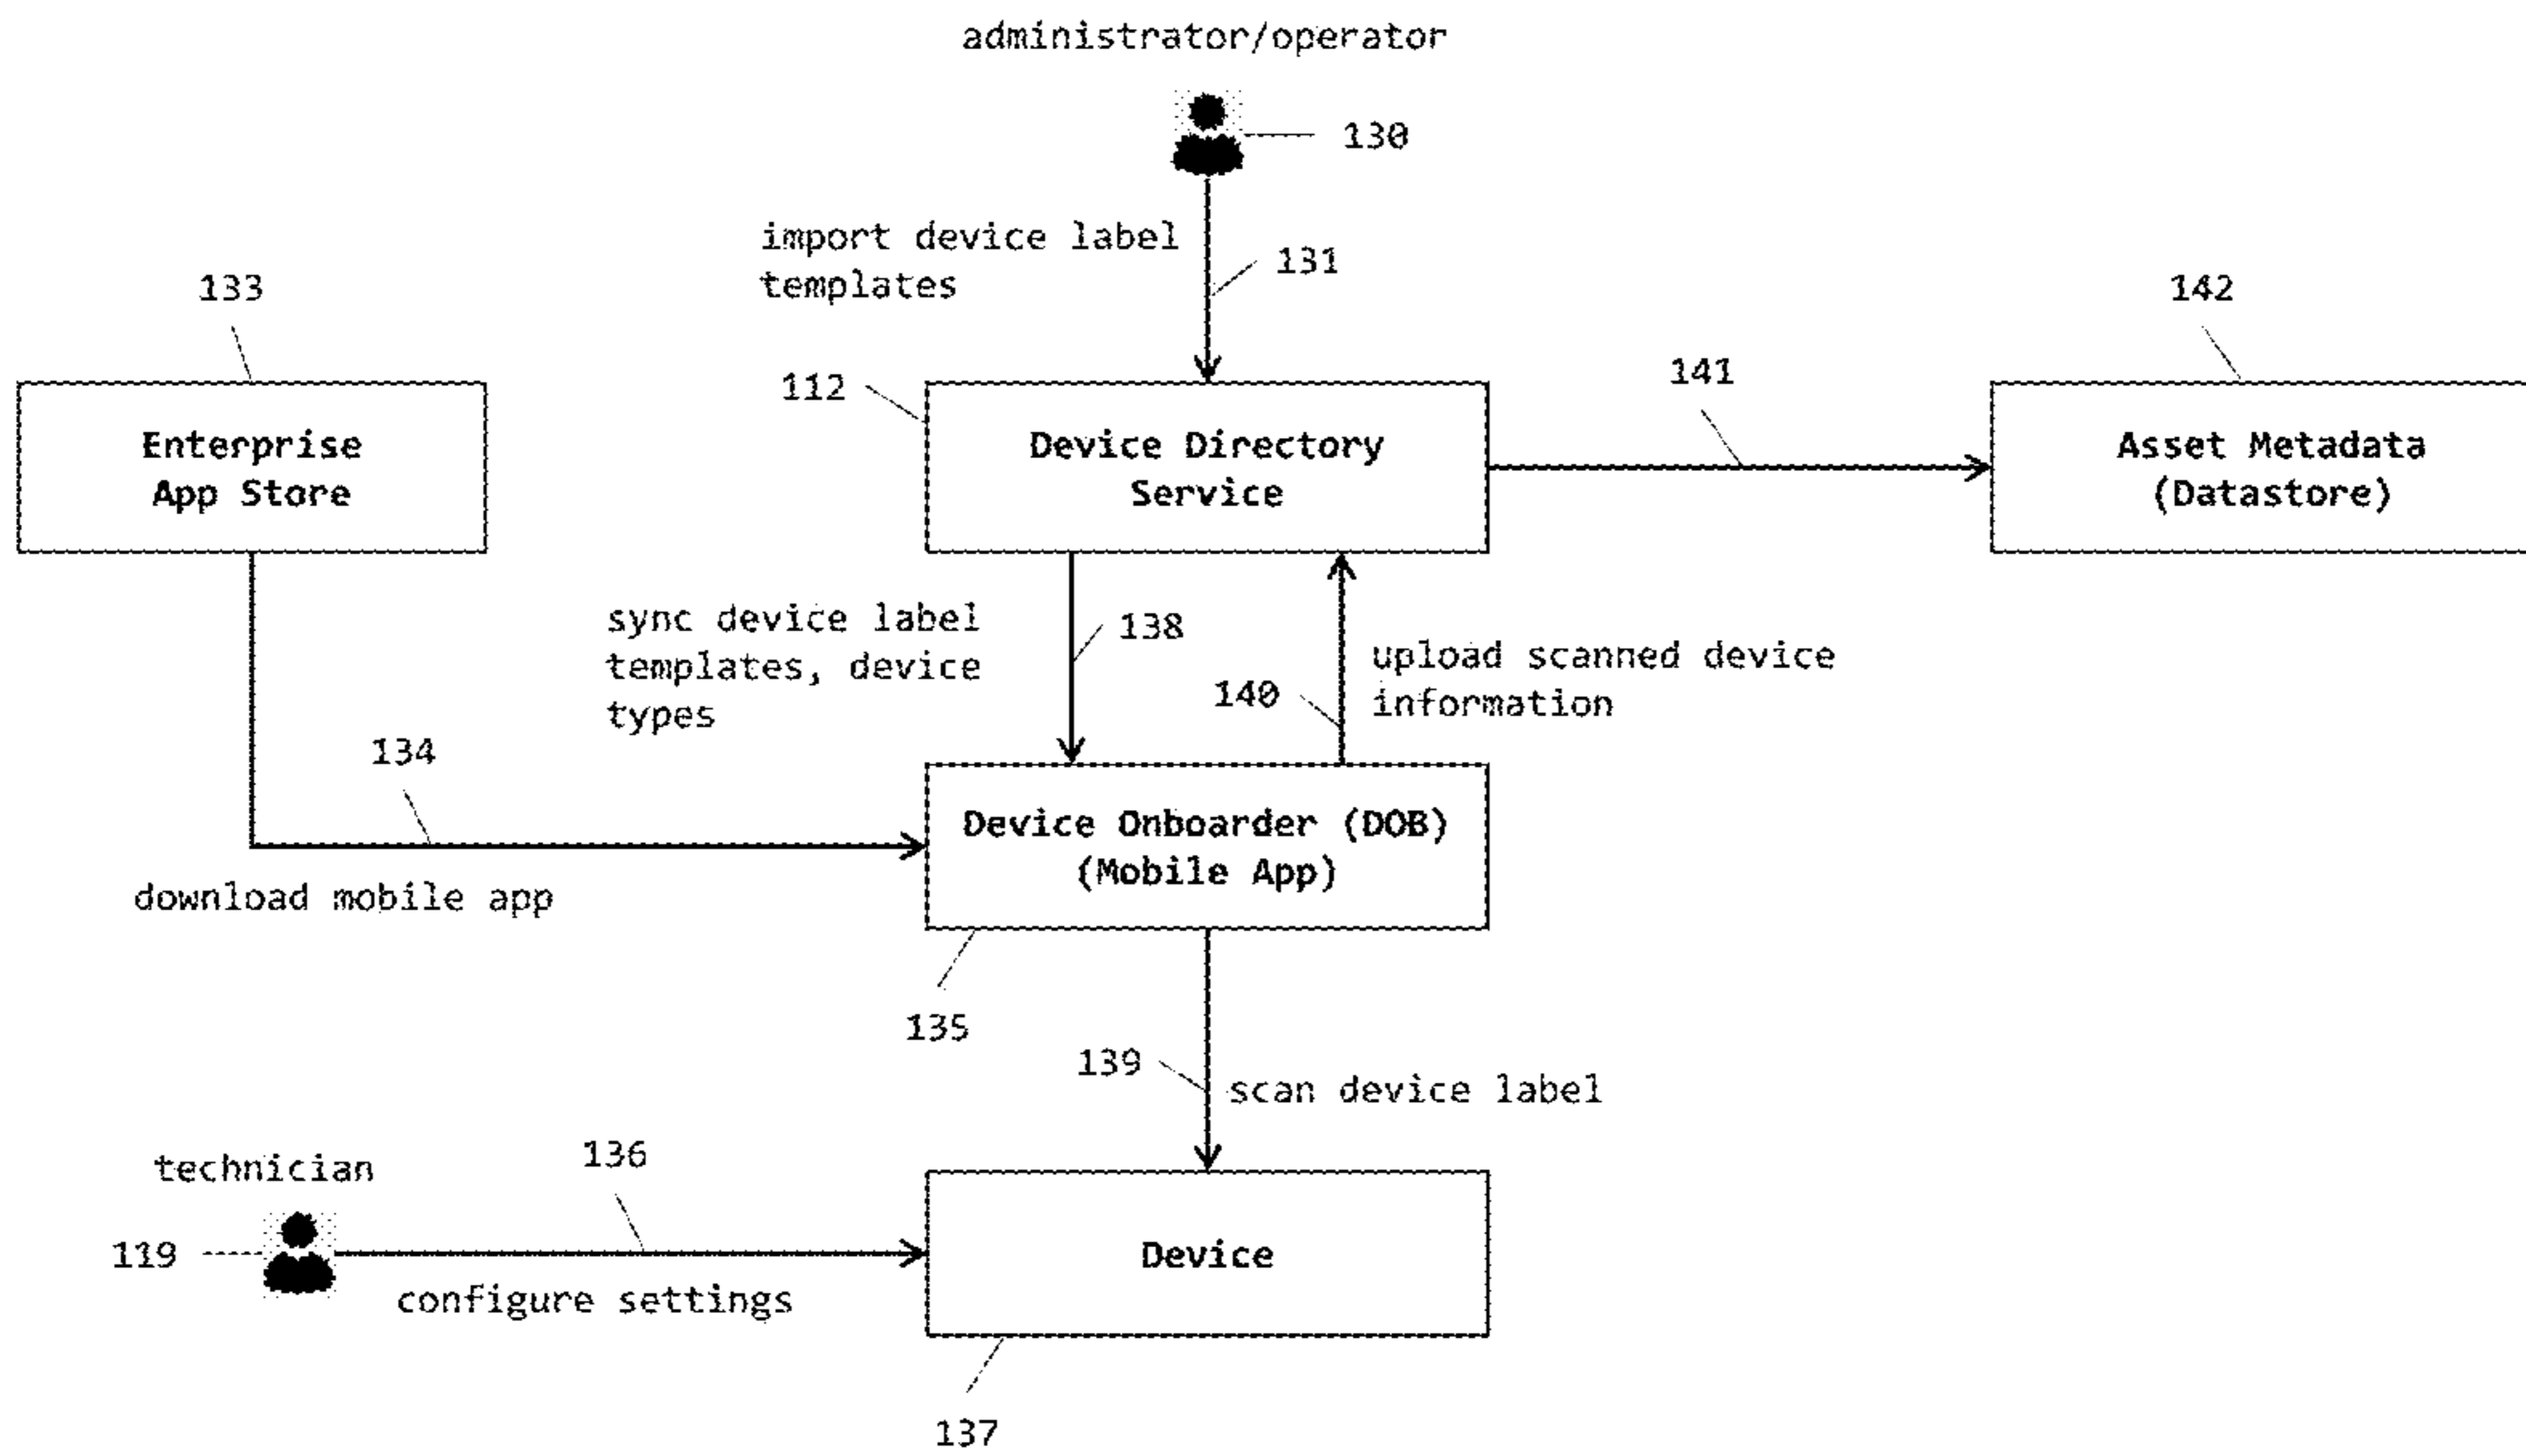 administrator/operator
130
import device label
templates
131
133
142
112
141
Enterprise
App Store
Device Directory
Service
Asset Metadata
(Datastore)
sync device label
templates, device
types
138
upload scanned device
information
140
134
Device Onboarder (DOB)
(Mobile App)
download mobile app
135
139
scan device label
technician
136
119
Device
configure settings
137